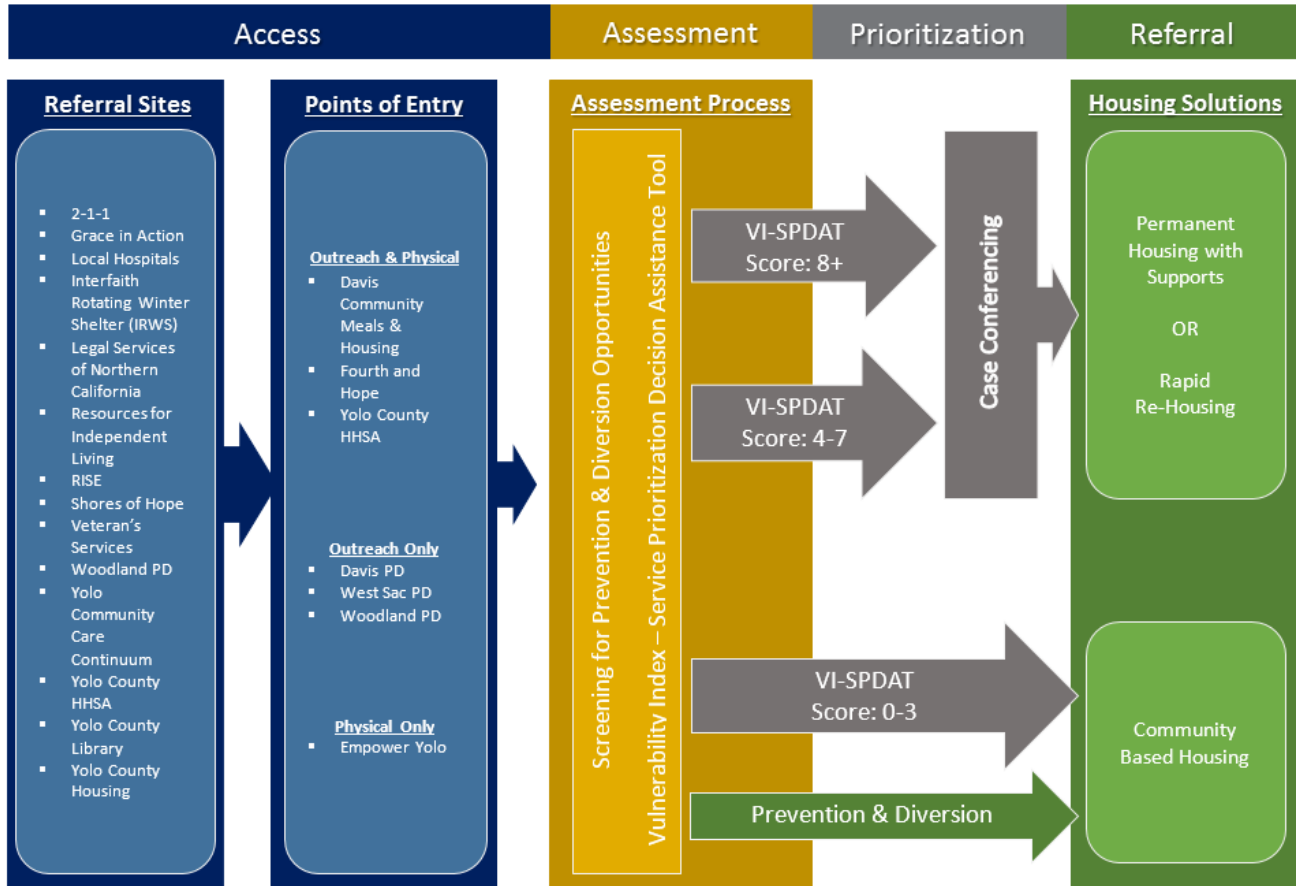 Access
Assessment
Prioritization
Referral
Referral Sites
▪ 2-1-1
▪ Grace in Action
▪ Local Hospitals
▪ Interfaith
Rotating Winter
Shelter (IRWS)
▪ Legal Services
of Northern
California
▪ Resources for
Independent
Living
▪ RISE
▪ Shores of Hope
▪ Veteran’s
Services
▪ Woodland PD
▪ Yolo
Community
Care
Continuum
▪ Yolo County
HHSA
▪ Yolo County
Library
▪ Yolo County
Housing
Points of Entry
Outreach & Physical
▪ Davis
Community
Meals &
Housing
▪ Fourth and
Hope
▪ Yolo County
HHSA
Outreach Only
▪ Davis PD
▪ West Sac PD
▪ Woodland PD
Physical Only
▪ Empower Yolo
Assessment Process
Screening for Prevention & Diversion Opportunities
Vulnerability Index – Service Prioritization Decision Assistance Tool
VI-SPDAT
Score: 8+
VI-SPDAT
Score: 4-7
Case Conferencing
VI-SPDAT
Score: 0-3
Prevention & Diversion
Housing Solutions
Permanent
Housing with
Supports
OR
Rapid
Re-Housing
Community
Based Housing